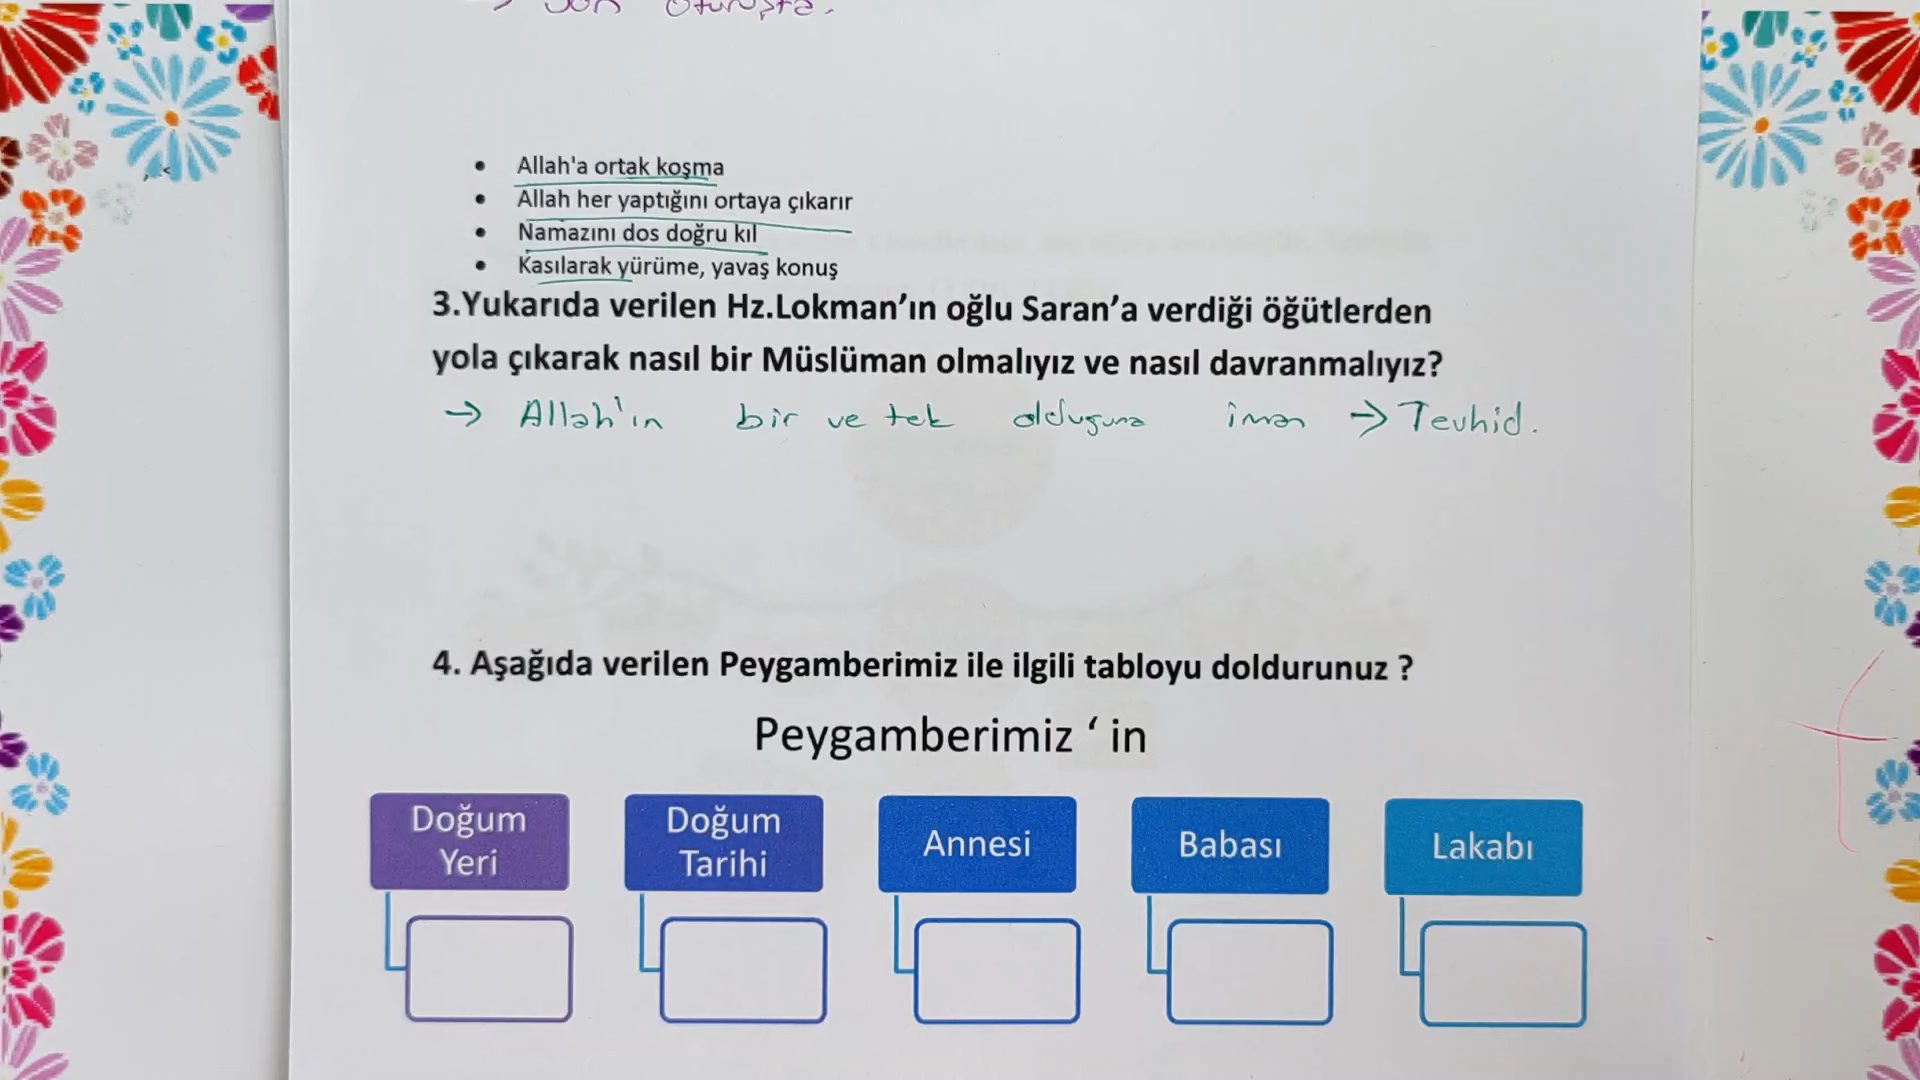 → Son oturuşta.
• Allah'a ortak koşma
• Allah her yaptığını ortaya çıkarır
• Namazını dos doğru kıl
• Kasılarak yürüme, yavaş konuş
3.Yukarıda verilen Hz.Lokman’ın oğlu Saran’a verdiği öğütlerden
yola çıkarak nasıl bir Müslüman olmalıyız ve nasıl davranmalıyız?
→ Allah'ın bir ve tek olduğuna iman → Tevhid.
4. Aşağıda verilen Peygamberimiz ile ilgili tabloyu doldurunuz ?
Peygamberimiz ‘ in
Doğum
Yeri
Doğum
Tarihi
Annesi
Babası
Lakabı